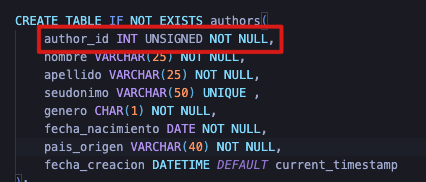 CREATE TABLE IF NOT EXISTS authors(
author_id INT UNSIGNED NOT NULL,
nombre VARCHAR(25) NOT NULL,
apellido VARCHAR(25) NOT NULL,
seudonimo VARCHAR(50) UNIQUE ,
genero CHAR(1) NOT NULL,
fecha_nacimiento DATE NOT NULL,
pais_origen VARCHAR(40) NOT NULL,
fecha_creacion DATETIME DEFAULT current_timestamp
);